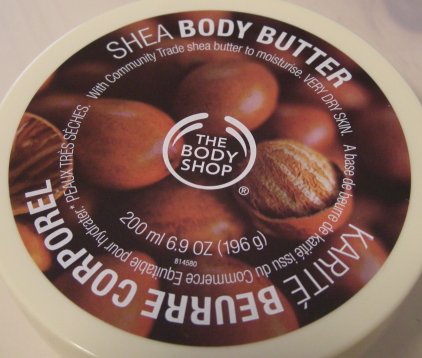 SHEA BODY BUTTER
With Community Trade shea butter to moisturise. VERY DRY SKIN.
THE
BODY
SHOP
®
200 ml 6.9 OZ (196 g)
814580
A base de beurre de karité issu du Commerce Equitable pour hydrater.* PEAUX TRÈS SÈCHES.
KARITÉ BEURRE CORPOREL